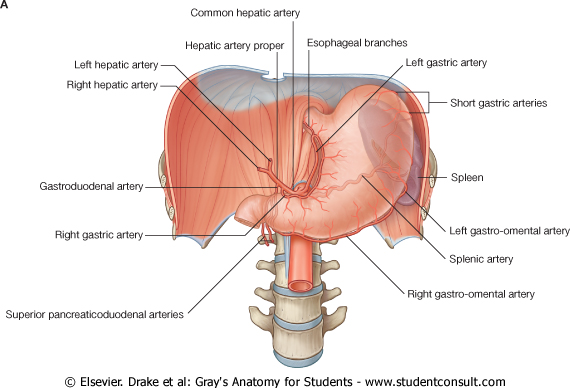 A
Common hepatic artery
Hepatic artery proper
Esophageal branches
Left hepatic artery
Left gastric artery
Right hepatic artery
Short gastric arteries
Spleen
Gastroduodenal artery
Left gastro-omental artery
Right gastric artery
Splenic artery
Right gastro-omental artery
Superior pancreaticoduodenal arteries
© Elsevier. Drake et al: Gray's Anatomy for Students - www.studentconsult.com